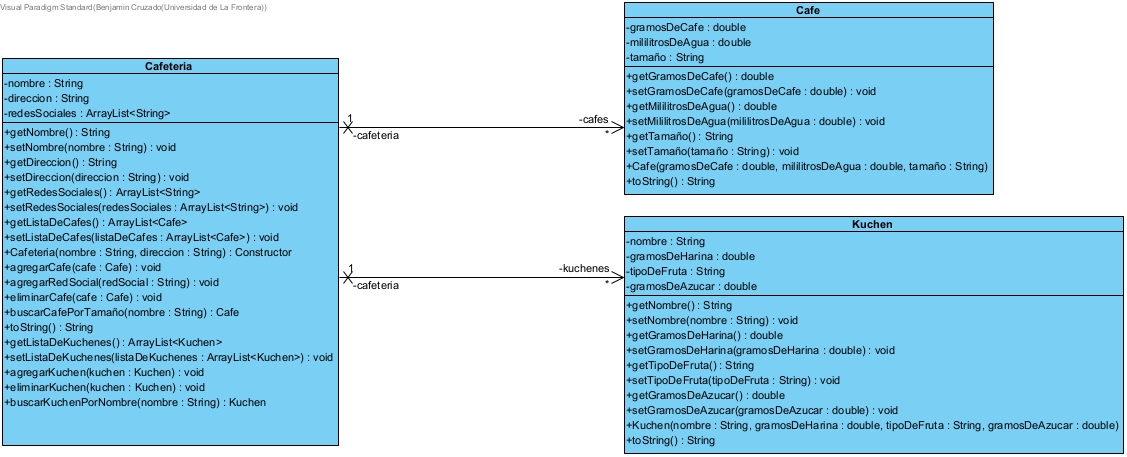 Visual Paradigm Standard(Benjamin Cruzado(Universidad de La Frontera))
Cafeteria
-nombre : String
-direccion : String
-redesSociales : ArrayList<String>
+getNombre() : String
+setNombre(nombre : String) : void
+getDireccion() : String
+setDireccion(direccion : String) : void
+getRedesSociales() : ArrayList<String>
+setRedesSociales(redesSociales : ArrayList<String>) : void
+getListaDeCafes() : ArrayList<Cafe>
+setListaDeCafes(listaDeCafes : ArrayList<Cafe>) : void
+Cafeteria(nombre : String, direccion : String) : Constructor
+agregarCafe(cafe : Cafe) : void
+agregarRedSocial(redSocial : String) : void
+eliminarCafe(cafe : Cafe) : void
+buscarCafePorTamaño(nombre : String) : Cafe
+toString() : String
+getListaDeKuchenes() : ArrayList<Kuchen>
+setListaDeKuchenes(listaDeKuchenes : ArrayList<Kuchen>) : void
+agregarKuchen(kuchen : Kuchen) : void
+eliminarKuchen(kuchen : Kuchen) : void
+buscarKuchenPorNombre(nombre : String) : Kuchen
1
-cafeteria
-cafes
*
1
-cafeteria
-kuchenes
*
Cafe
-gramosDeCafe : double
-mililitrosDeAgua : double
-tamaño : String
+getGramosDeCafe() : double
+setGramosDeCafe(gramosDeCafe : double) : void
+getMililitrosDeAgua() : double
+setMililitrosDeAgua(mililitrosDeAgua : double) : void
+getTamaño() : String
+setTamaño(tamaño : String) : void
+Cafe(gramosDeCafe : double, mililitrosDeAgua : double, tamaño : String)
+toString() : String
Kuchen
-nombre : String
-gramosDeHarina : double
-tipoDeFruta : String
-gramosDeAzucar : double
+getNombre() : String
+setNombre(nombre : String) : void
+getGramosDeHarina() : double
+setGramosDeHarina(gramosDeHarina : double) : void
+getTipoDeFruta() : String
+setTipoDeFruta(tipoDeFruta : String) : void
+getGramosDeAzucar() : double
+setGramosDeAzucar(gramosDeAzucar : double) : void
+Kuchen(nombre : String, gramosDeHarina : double, tipoDeFruta : String, gramosDeAzucar : double)
+toString() : String